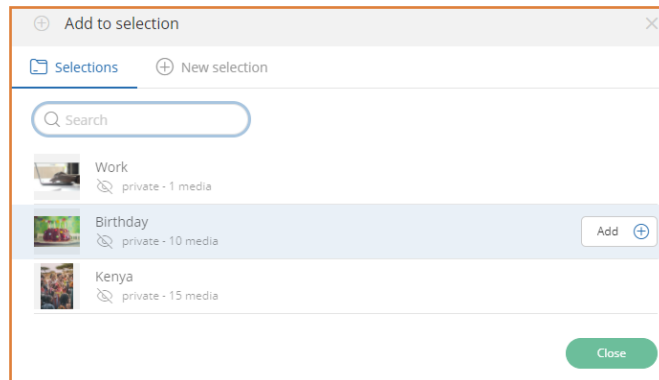 Add to selection
Selections
New selection
Search
Work
private - 1 media
Birthday
private - 10 media
Add
Kenya
private - 15 media
Close